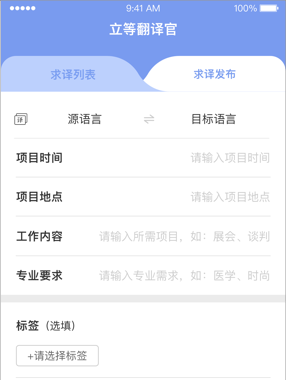 9:41 AM 100%
立等翻译官
求译列表 求译发布
译 源语言 ⇌ 目标语言
项目时间 请输入项目时间
项目地点 请输入项目地点
工作内容 请输入所需项目，如：展会、谈判
专业要求 请输入专业需求，如：医学、时尚
标签（选填）
+请选择标签